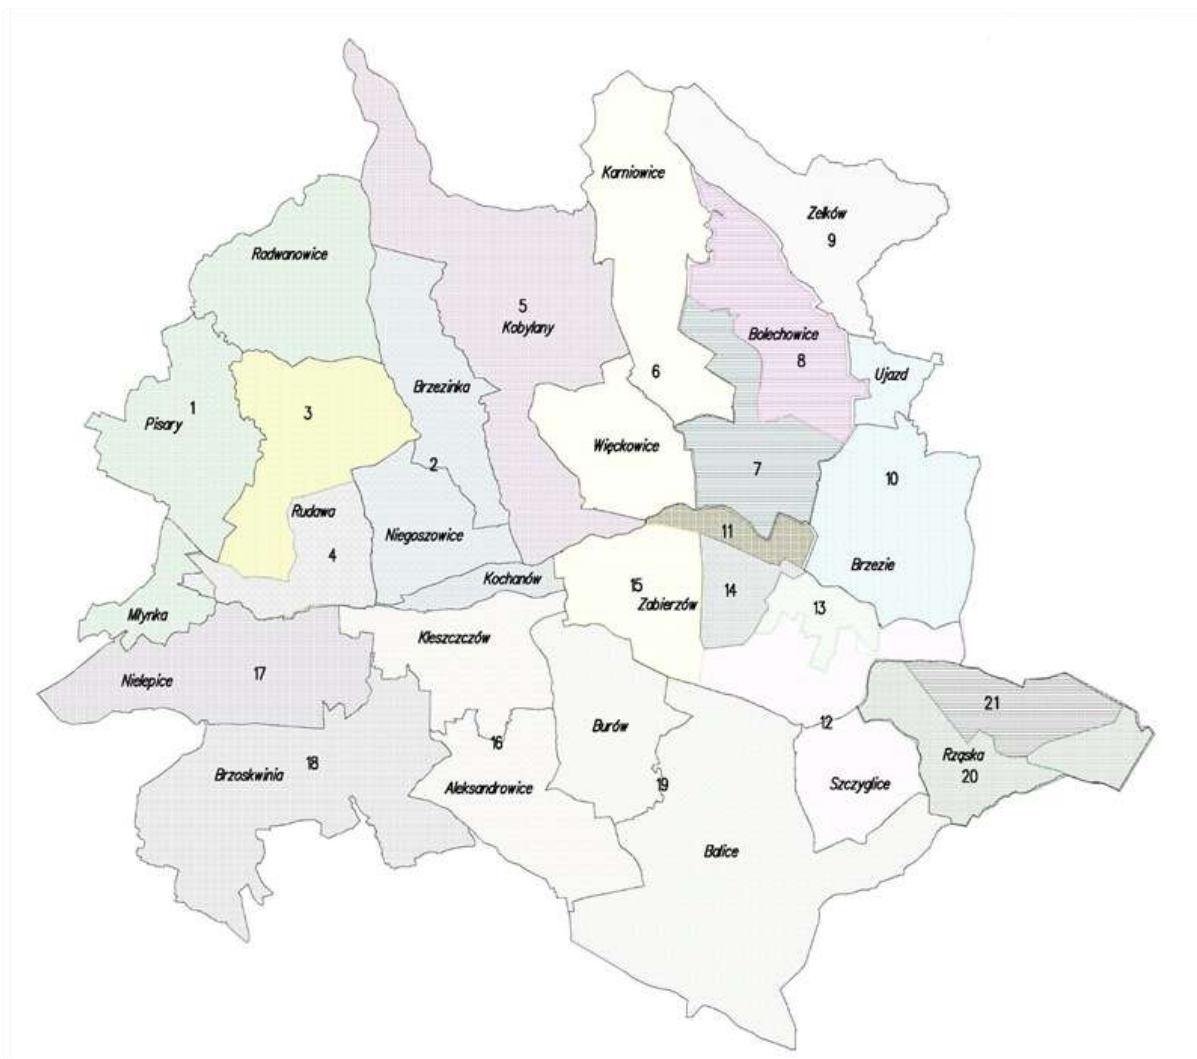 Karniowice
Zelków
9
Radwanowice
5
Kobylany
Bolechowice
8
6
Ujazd
Brzezinka
1
Pisary
3
Więckowice
2
7
10
Rudawa
4
Niegoszowice
11
Brzezie
Kochanów
15
Zabierzów
14
13
Młynka
Kleszczów
Nielepice
17
21
12
Burów
16
Rząska
20
Brzoskwinia
18
Aleksandrowice
19
Szczyglice
Balice